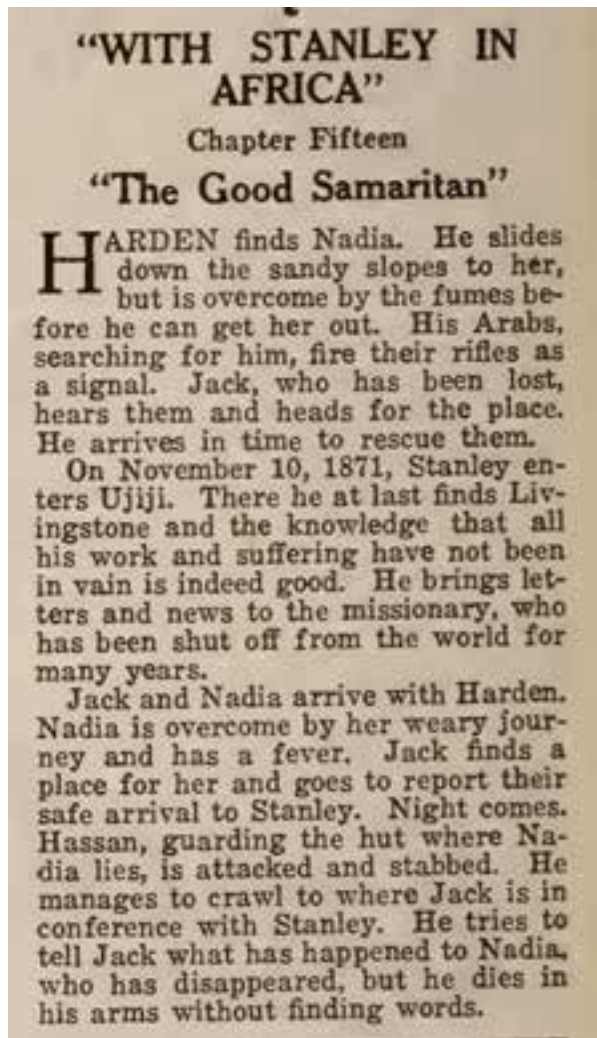 "WITH STANLEY IN
AFRICA"
Chapter Fifteen
"The Good Samaritan"
HARDEN finds Nadia. He slides
down the sandy slopes to her,
but is overcome by the fumes be-
fore he can get her out. His Arabs,
searching for him, fire their rifles as
a signal. Jack, who has been lost,
hears them and heads for the place.
He arrives in time to rescue them.
On November 10, 1871, Stanley en-
ters Ujiji. There he at last finds Liv-
ingstone and the knowledge that all
his work and suffering have not been
in vain is indeed good. He brings let-
ters and news to the missionary, who
has been shut off from the world for
many years.
Jack and Nadia arrive with Harden.
Nadia is overcome by her weary jour-
ney and has a fever. Jack finds a
place for her and goes to report their
safe arrival to Stanley. Night comes.
Hassan, guarding the hut where Na-
dia lies, is attacked and stabbed. He
manages to crawl to where Jack is in
conference with Stanley. He tries to
tell Jack what has happened to Nadia,
who has disappeared, but he dies in
his arms without finding words.